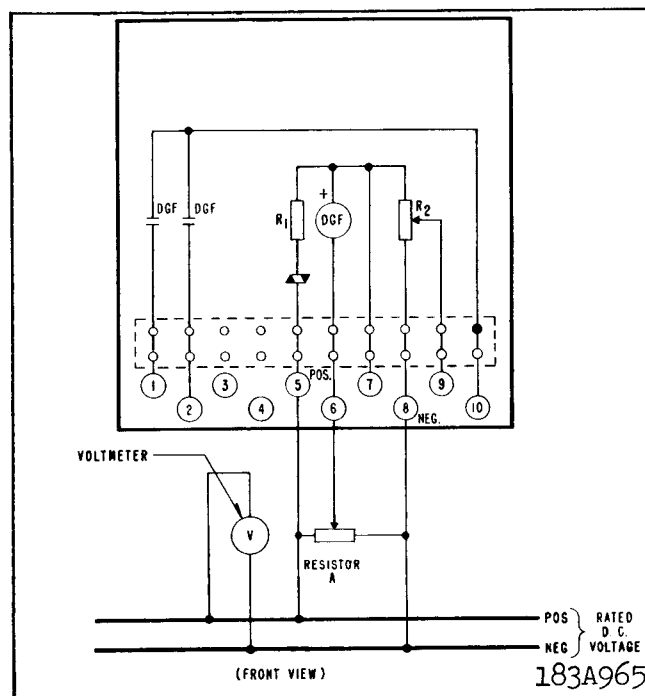 DGF DGF
+
R1 DGF R2
POS.
1 2 3 4 5 6 7 8 9 10
NEG.
VOLTMETER
V
RESISTOR
A
POS
NEG
RATED
D. C.
VOLTAGE
(FRONT VIEW)
183A965